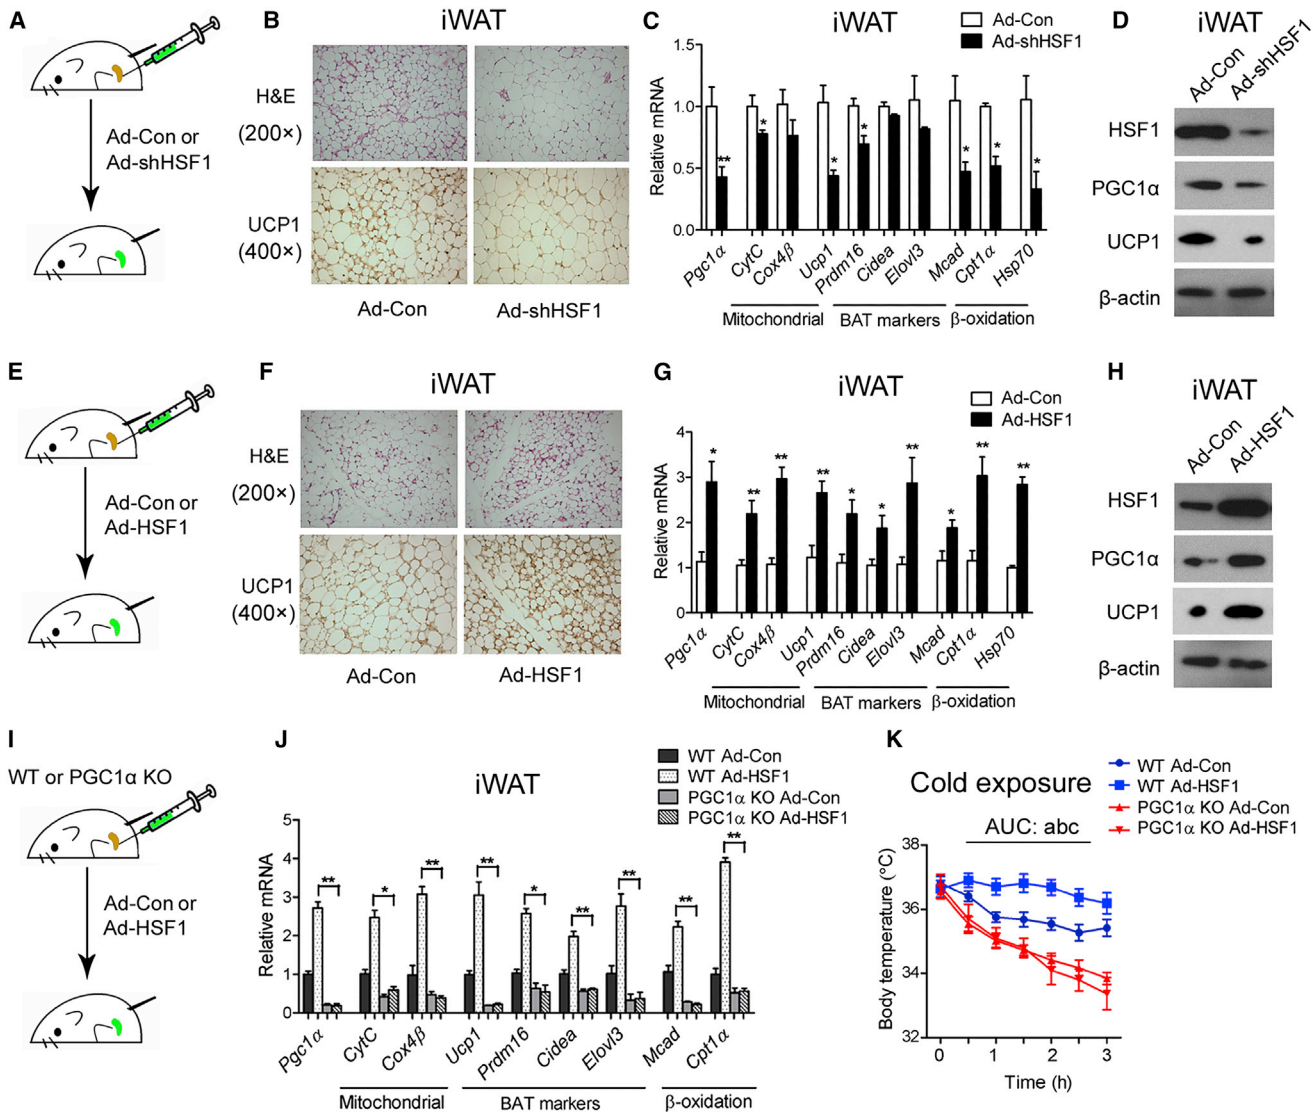 A
Ad-Con or
Ad-shHSF1
B
iWAT
H&E
(200×)
UCP1
(400×)
Ad-Con
Ad-shHSF1
C
iWAT
Ad-Con
Ad-shHSF1
Relative mRNA
1.5
1.0
0.5
0.0
** * * * * * *
Pgc1α CytC Cox4β Ucp1 Prdm16 Cidea Elovl3 Mcad Cpt1α Hsp70
Mitochondrial BAT markers β-oxidation
D
iWAT
Ad-Con Ad-shHSF1
HSF1
PGC1α
UCP1
β-actin
E
Ad-Con or
Ad-HSF1
F
iWAT
H&E
(200×)
UCP1
(400×)
Ad-Con
Ad-HSF1
G
iWAT
Ad-Con
Ad-HSF1
Relative mRNA
4
3
2
1
0
* ** ** ** * * ** * ** **
Pgc1α CytC Cox4β Ucp1 Prdm16 Cidea Elovl3 Mcad Cpt1α Hsp70
Mitochondrial BAT markers β-oxidation
H
iWAT
Ad-Con Ad-HSF1
HSF1
PGC1α
UCP1
β-actin
I
WT or PGC1α KO
Ad-Con or
Ad-HSF1
J
iWAT
WT Ad-Con
WT Ad-HSF1
PGC1α KO Ad-Con
PGC1α KO Ad-HSF1
Relative mRNA
5
4
3
2
1
0
** * ** ** * ** ** ** **
Pgc1α CytC Cox4β Ucp1 Prdm16 Cidea Elovl3 Mcad Cpt1α
Mitochondrial BAT markers β-oxidation
K
Cold exposure
WT Ad-Con
WT Ad-HSF1
PGC1α KO Ad-Con
PGC1α KO Ad-HSF1
AUC: abc
Body temperature (°C)
38
36
34
32
0 1 2 3
Time (h)